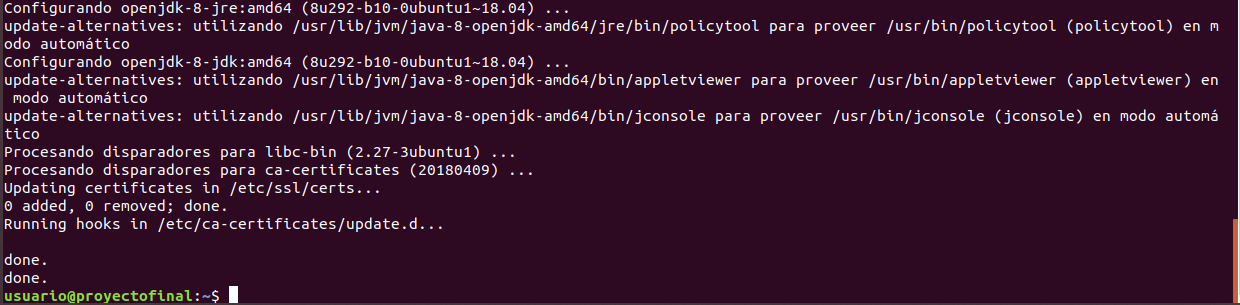 Configurando openjdk-8-jre:amd64 (8u292-b10-0ubuntu1~18.04) ...
update-alternatives: utilizando /usr/lib/jvm/java-8-openjdk-amd64/jre/bin/policytool para proveer /usr/bin/policytool (policytool) en m
odo automático
Configurando openjdk-8-jdk:amd64 (8u292-b10-0ubuntu1~18.04) ...
update-alternatives: utilizando /usr/lib/jvm/java-8-openjdk-amd64/bin/appletviewer para proveer /usr/bin/appletviewer (appletviewer) en
 modo automático
update-alternatives: utilizando /usr/lib/jvm/java-8-openjdk-amd64/bin/jconsole para proveer /usr/bin/jconsole (jconsole) en modo automá
tico
Procesando disparadores para libc-bin (2.27-3ubuntu1) ...
Procesando disparadores para ca-certificates (20180409) ...
Updating certificates in /etc/ssl/certs...
0 added, 0 removed; done.
Running hooks in /etc/ca-certificates/update.d...

done.
done.
usuario@proyectofinal:~$